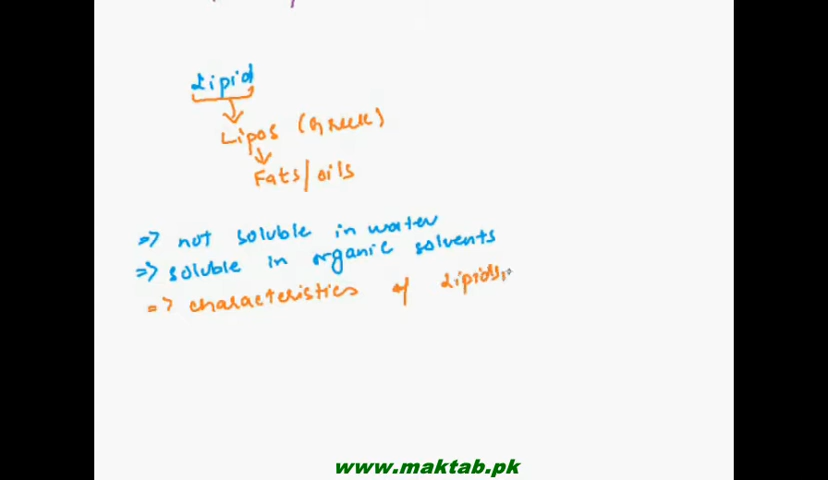 Lipid
Lipos (Greek)
Fats/oils
=> not soluble in water
=> soluble in organic solvents
=> characteristics of Lipids,
www.maktab.pk